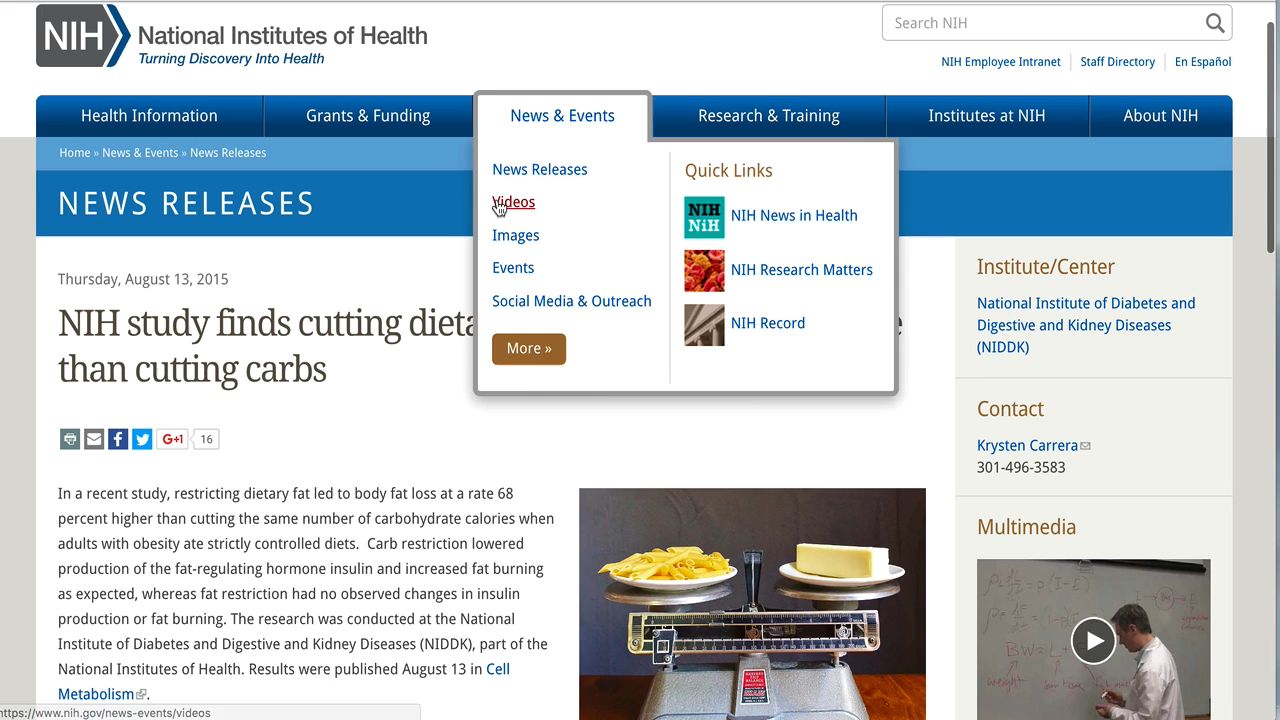 NIH
National Institutes of Health
Turning Discovery Into Health
Search NIH
NIH Employee Intranet
Staff Directory
En Español
Health Information
Grants & Funding
News & Events
Research & Training
Institutes at NIH
About NIH
Home » News & Events » News Releases
NEWS RELEASES
News Releases
Videos
Images
Events
Social Media & Outreach
More »
Quick Links
NIH
NiH
NIH News in Health
NIH Research Matters
NIH Record
Thursday, August 13, 2015
NIH study finds cutting
than cutting carbs
G+1
16
In a recent study, restricting dietary fat led to body fat loss at a rate 68
percent higher than cutting the same number of carbohydrate calories when
adults with obesity ate strictly controlled diets. Carb restriction lowered
production of the fat-regulating hormone insulin and increased fat burning
as expected, whereas fat restriction had no observed changes in insulin
production or fat burning. The research was conducted at the National
Institute of Diabetes and Digestive and Kidney Diseases (NIDDK), part of the
National Institutes of Health. Results were published August 13 in Cell
Metabolism.
Institute/Center
National Institute of Diabetes and
Digestive and Kidney Diseases
(NIDDK)
Contact
Krysten Carrera
301-496-3583
Multimedia
https://www.nih.gov/news-events/videos